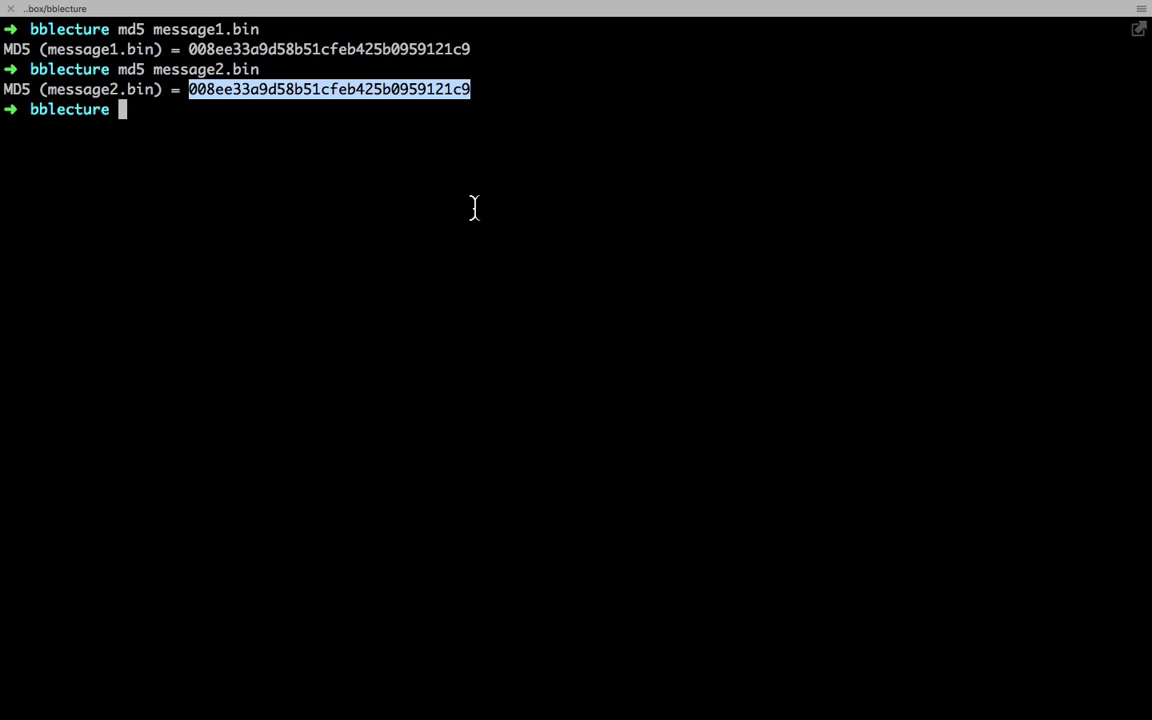 ..box/bblecture
➜ bblecture md5 message1.bin
MD5 (message1.bin) = 008ee33a9d58b51cfeb425b0959121c9
➜ bblecture md5 message2.bin
MD5 (message2.bin) = 008ee33a9d58b51cfeb425b0959121c9
➜ bblecture